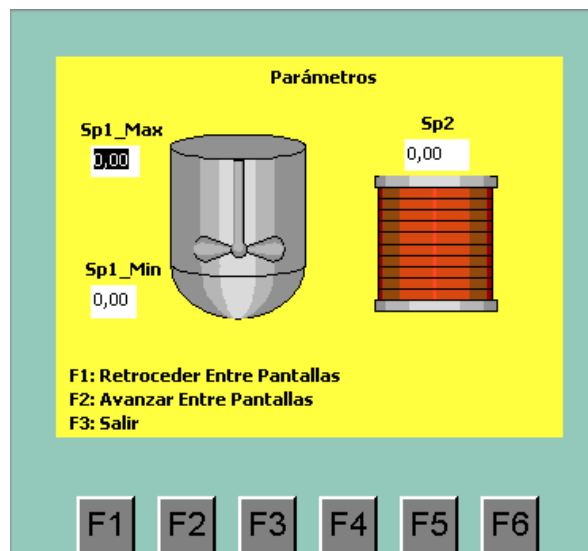 Parámetros
Sp1_Max
0,00
Sp2
0,00
Sp1_Min
0,00
F1: Retroceder Entre Pantallas
F2: Avanzar Entre Pantallas
F3: Salir
F1 F2 F3 F4 F5 F6